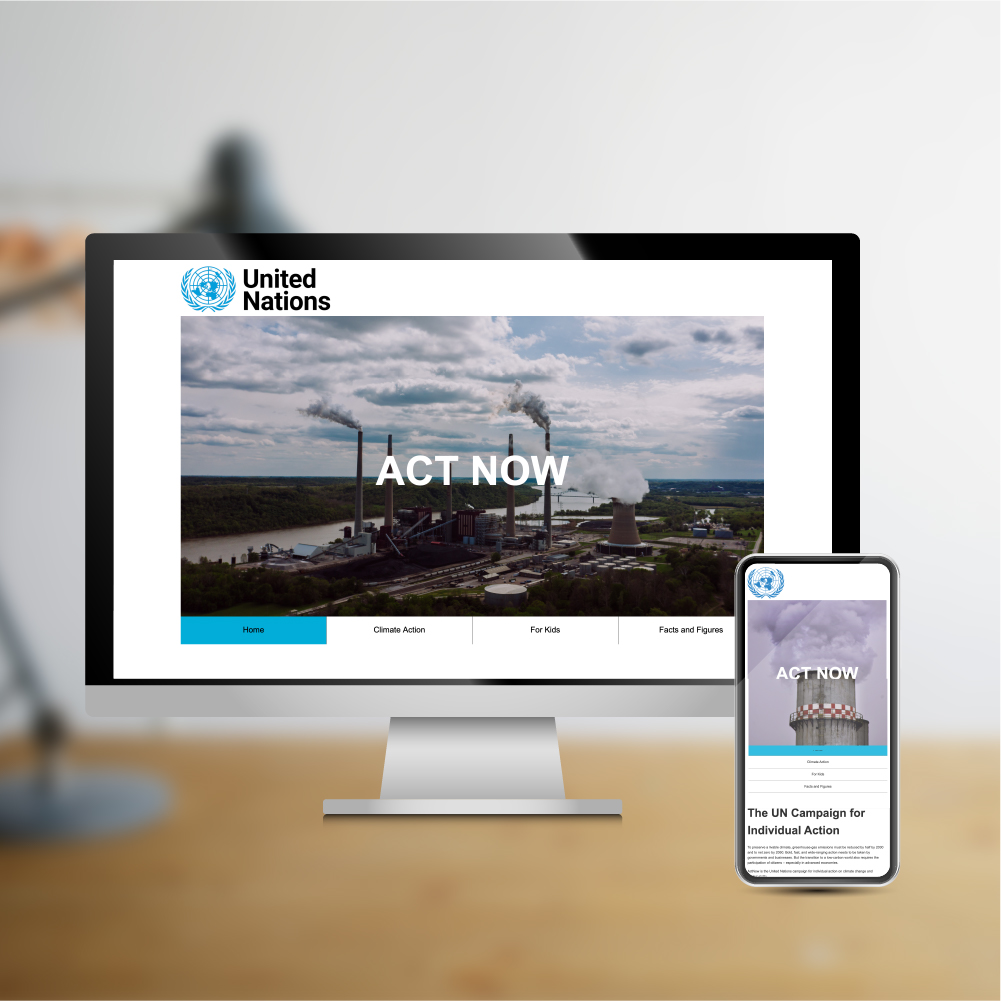 United
Nations
ACT NOW
Home
Climate Action
For Kids
Facts and Figures
ACT NOW
Climate Action
For Kids
Facts and Figures
The UN Campaign for
Individual Action
To preserve a livable climate, greenhouse-gas emissions must be reduced by half by 2030
and to net zero by 2050. Bold, fast, and wide-ranging action needs to be taken by
governments and businesses. But the transition to a low-carbon world also requires the
participation of citizens – especially in advanced economies.
ActNow is the United Nations campaign for individual action on climate change and